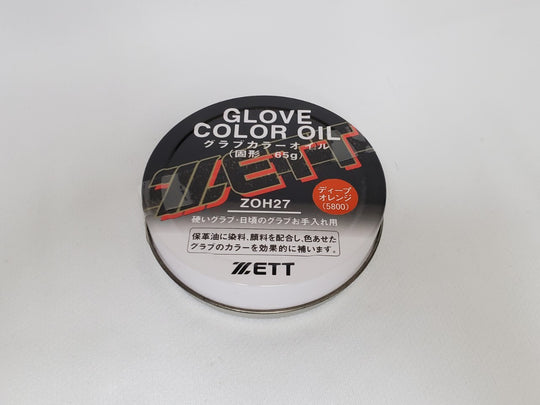 GLOVE
COLOR OIL
グラブカラーオイル
(固形 65g)
ZETT
ZOH27
ディープ
オレンジ
(5800)
硬いグラブ・日頃のグラブお手入れ用
保革油に染料、顔料を配合し、色あせた
グラブのカラーを効果的に補います。
ZETT